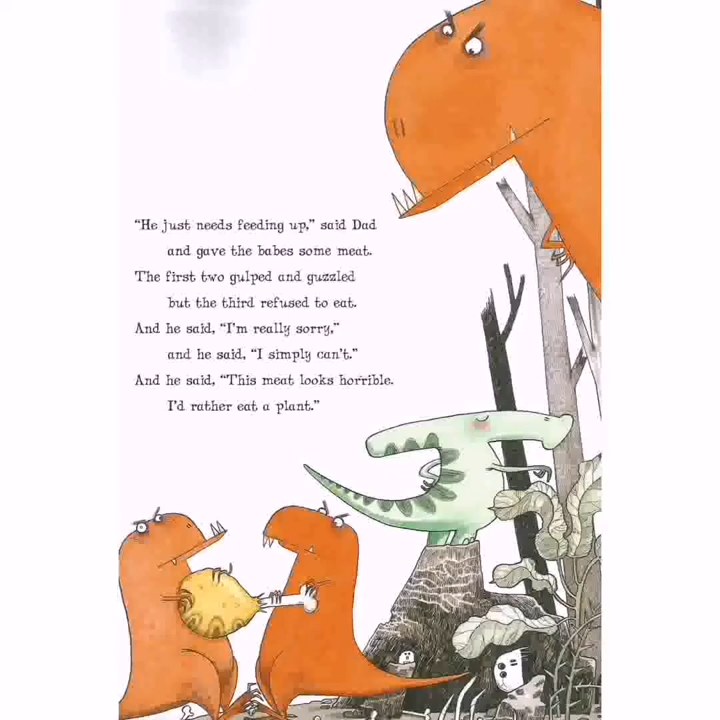 “He just needs feeding up,” said Dad
and gave the babes some meat.
The first two gulped and guzzled
but the third refused to eat.
And he said, “I'm really sorry,”
and he said, “I simply can't.”
And he said, “This meat looks horrible.
I'd rather eat a plant.”